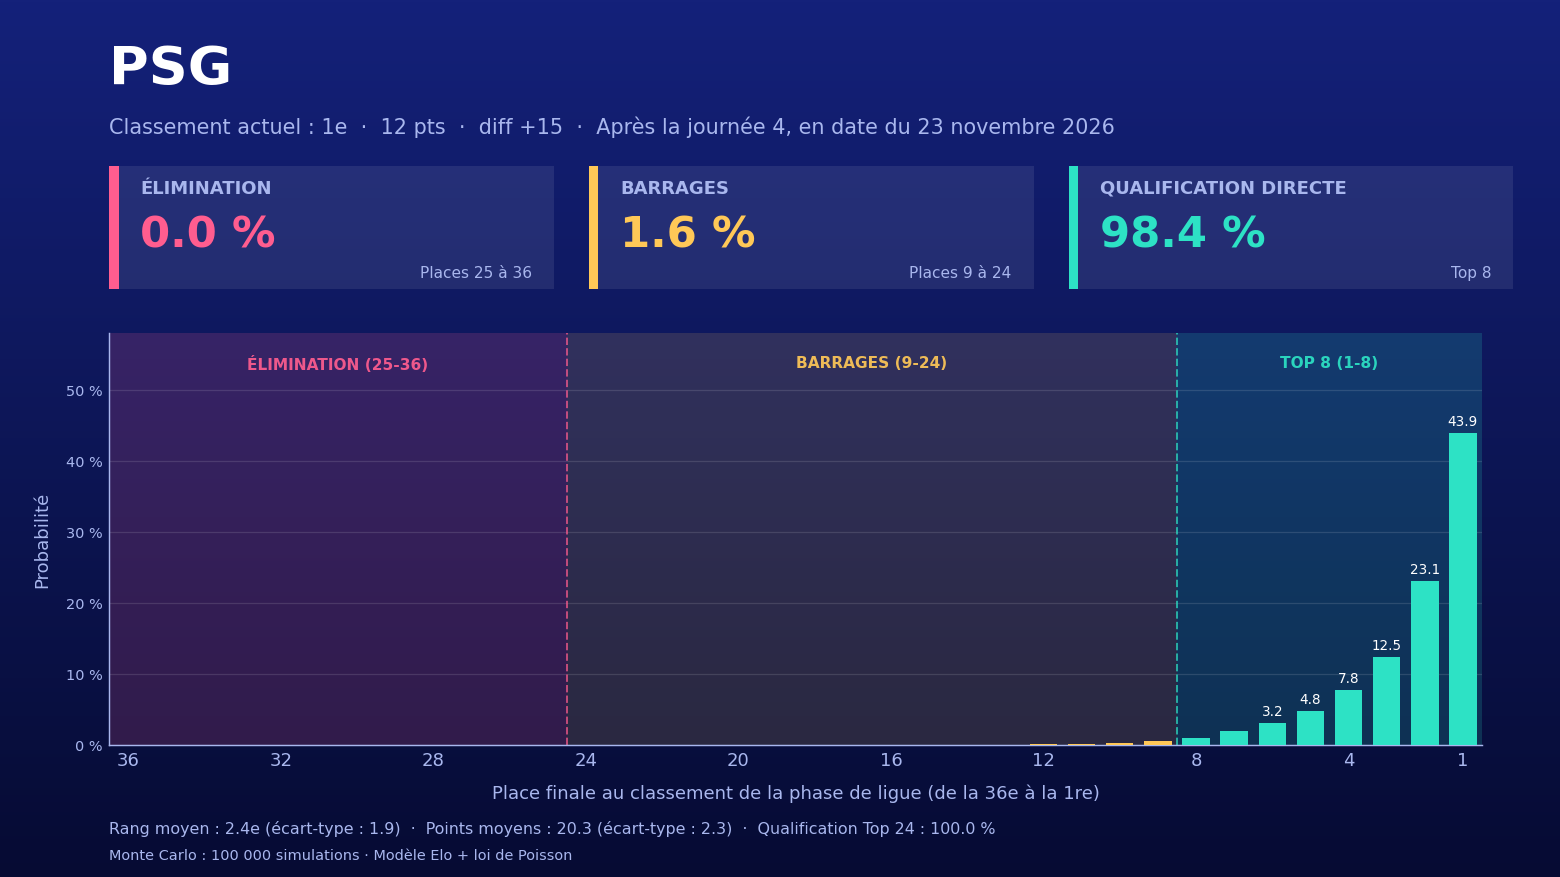 PSG
Classement actuel : 1e · 12 pts · diff +15 · Après la journée 4, en date du 23 novembre 2026
ÉLIMINATION
0.0 %
Places 25 à 36
BARRAGES
1.6 %
Places 9 à 24
QUALIFICATION DIRECTE
98.4 %
Top 8
ÉLIMINATION (25-36)
BARRAGES (9-24)
TOP 8 (1-8)
Probabilité
50 %
40 %
30 %
20 %
10 %
0 %
3.2
4.8
7.8
12.5
23.1
43.9
36 32 28 24 20 16 12 8 4 1
Place finale au classement de la phase de ligue (de la 36e à la 1re)
Rang moyen : 2.4e (écart-type : 1.9) · Points moyens : 20.3 (écart-type : 2.3) · Qualification Top 24 : 100.0 %
Monte Carlo : 100 000 simulations · Modèle Elo + loi de Poisson